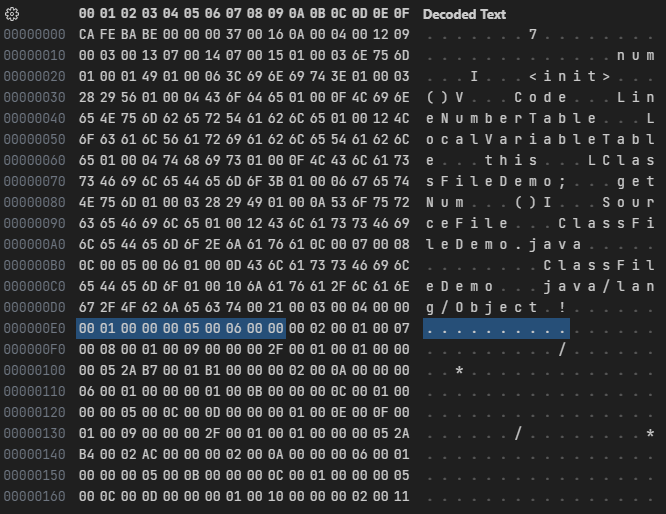 00 01 02 03 04 05 06 07 08 09 0A 0B 0C 0D 0E 0F Decoded Text
00000000 CA FE BA BE 00 00 00 37 00 16 0A 00 04 00 12 09 . . . . . . . 7 . . . . . . . .
00000010 00 03 00 13 07 00 14 07 00 15 01 00 03 6E 75 6D . . . . . . . . . . . . . n u m
00000020 01 00 01 49 01 00 06 3C 69 6E 69 74 3E 01 00 03 . . . I . . . < i n i t > . . .
00000030 28 29 56 01 00 04 43 6F 64 65 01 00 0F 4C 69 6E ( ) V . . . C o d e . . . L i n
00000040 65 4E 75 6D 62 65 72 54 61 62 6C 65 01 00 12 4C e N u m b e r T a b l e . . . L
00000050 6F 63 61 6C 56 61 72 69 61 62 6C 65 54 61 62 6C o c a l V a r i a b l e T a b l
00000060 65 01 00 04 74 68 69 73 01 00 0F 4C 43 6C 61 73 e . . . t h i s . . . L C l a s
00000070 73 46 69 6C 65 44 65 6D 6F 3B 01 00 06 67 65 74 s F i l e D e m o ; . . . g e t
00000080 4E 75 6D 01 00 03 28 29 49 01 00 0A 53 6F 75 72 N u m . . . ( ) I . . . S o u r
00000090 63 65 46 69 6C 65 01 00 12 43 6C 61 73 73 46 69 c e F i l e . . . C l a s s F i
000000A0 6C 65 44 65 6D 6F 2E 6A 61 76 61 0C 00 07 00 08 l e D e m o . j a v a . . . . .
000000B0 0C 00 05 00 06 01 00 0D 43 6C 61 73 73 46 69 6C . . . . . . . . C l a s s F i l
000000C0 65 44 65 6D 6F 01 00 10 6A 61 76 61 2F 6C 61 6E e D e m o . . . j a v a / l a n
000000D0 67 2F 4F 62 6A 65 63 74 00 21 00 03 00 04 00 00 g / O b j e c t . ! . . . . . .
000000E0 00 01 00 00 00 05 00 06 00 00 00 02 00 01 00 07 . . . . . . . . . . . . . . . .
000000F0 00 08 00 01 00 09 00 00 00 2F 00 01 00 01 00 00 . . . . . . . . . / . . . . . .
00000100 00 05 2A B7 00 01 B1 00 00 00 02 00 0A 00 00 00 . . * . . . . . . . . . . . . .
00000110 06 00 01 00 00 00 01 00 0B 00 00 00 0C 00 01 00 . . . . . . . . . . . . . . . .
00000120 00 00 05 00 0C 00 0D 00 00 00 01 00 0E 00 0F 00 . . . . . . . . . . . . . . . .
00000130 01 00 09 00 00 00 2F 00 01 00 01 00 00 00 05 2A . . . . . . / . . . . . . . . *
00000140 B4 00 02 AC 00 00 00 02 00 0A 00 00 00 06 00 01 . . . . . . . . . . . . . . . .
00000150 00 00 00 05 00 0B 00 00 00 0C 00 01 00 00 00 05 . . . . . . . . . . . . . . . .
00000160 00 0C 00 0D 00 00 00 01 00 10 00 00 00 02 00 11 . . . . . . . . . . . . . . . .